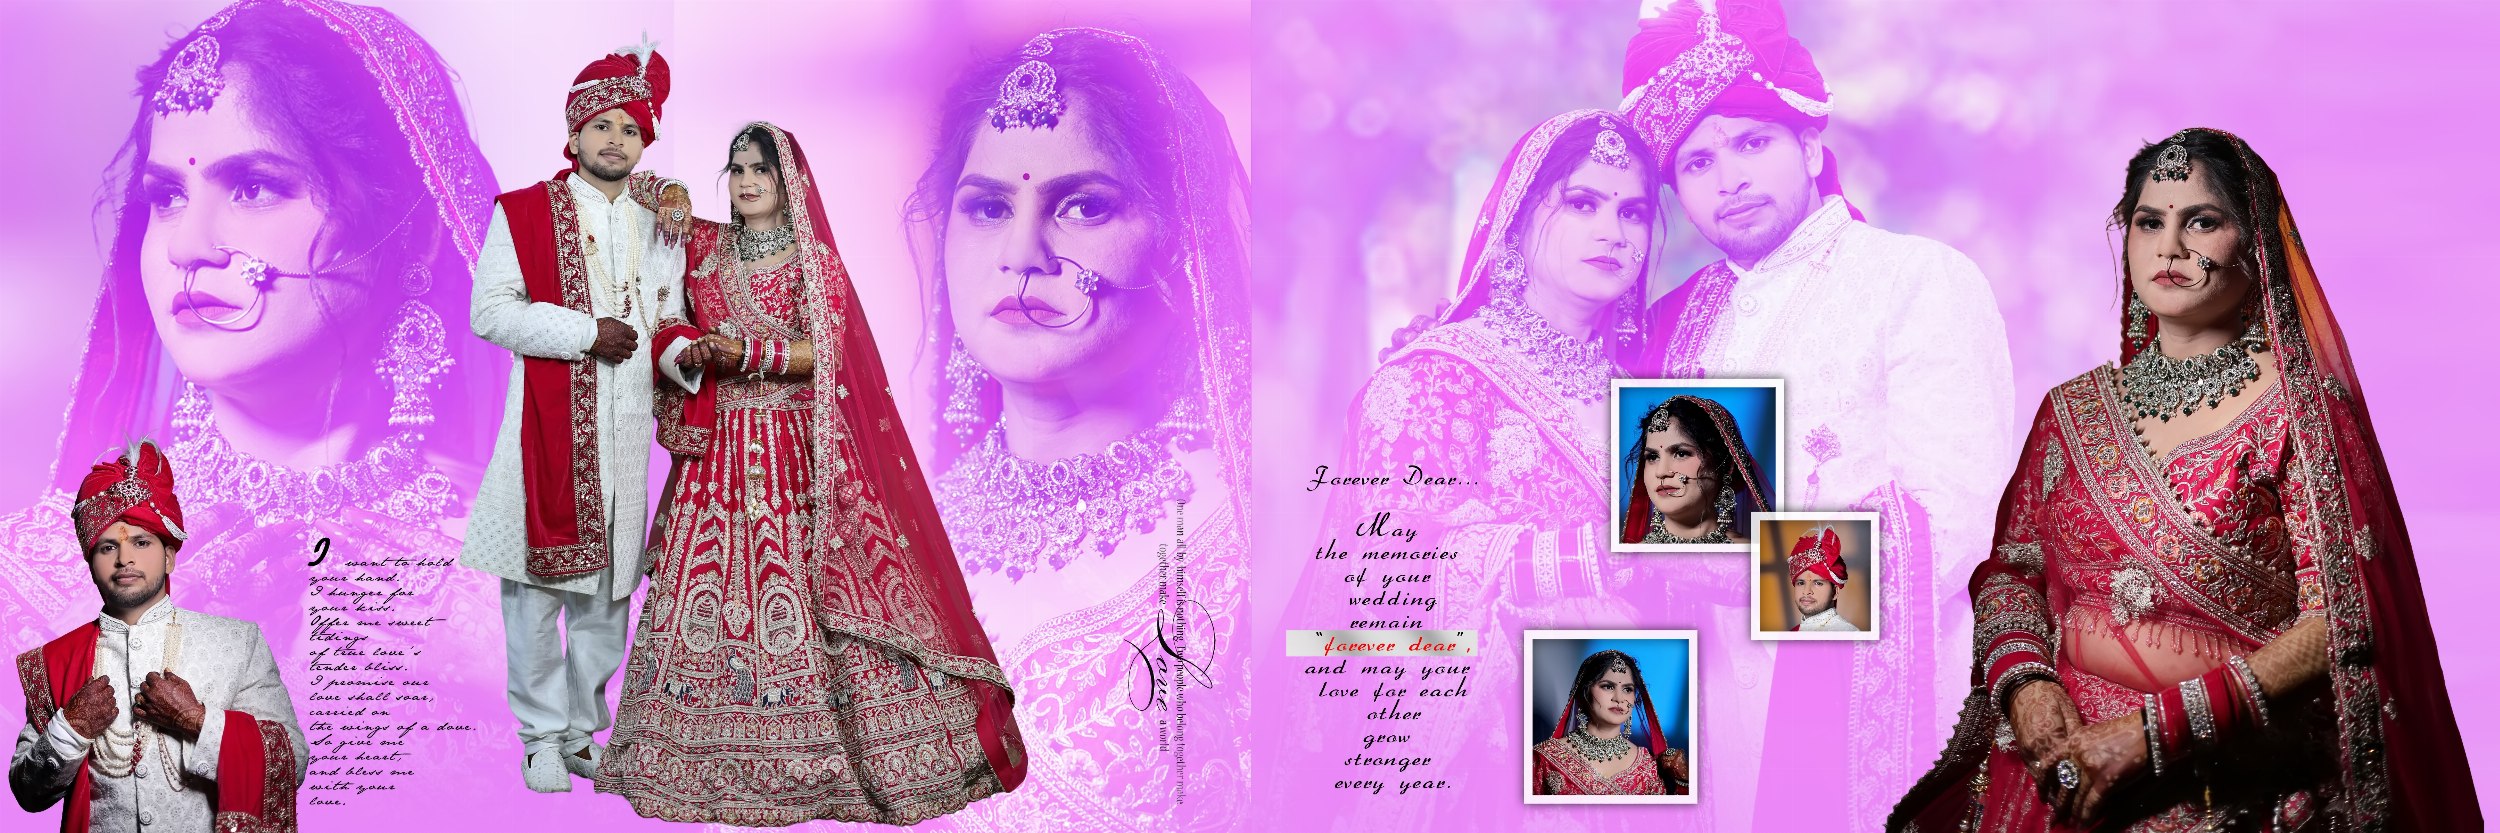 I want to hold
your hand.
I hunger for
your kiss.
Offer me sweet
tidings
of true love's
tender bliss.
I promise our
love shall soar,
carried on
the wings of a dove.
So give me
your heart,
and bless me
with your
love.
together make
a world
Forever Dear...
May
the memories
of your
wedding
remain
"forever dear",
and may your
love for each
other
grow
stronger
every year.